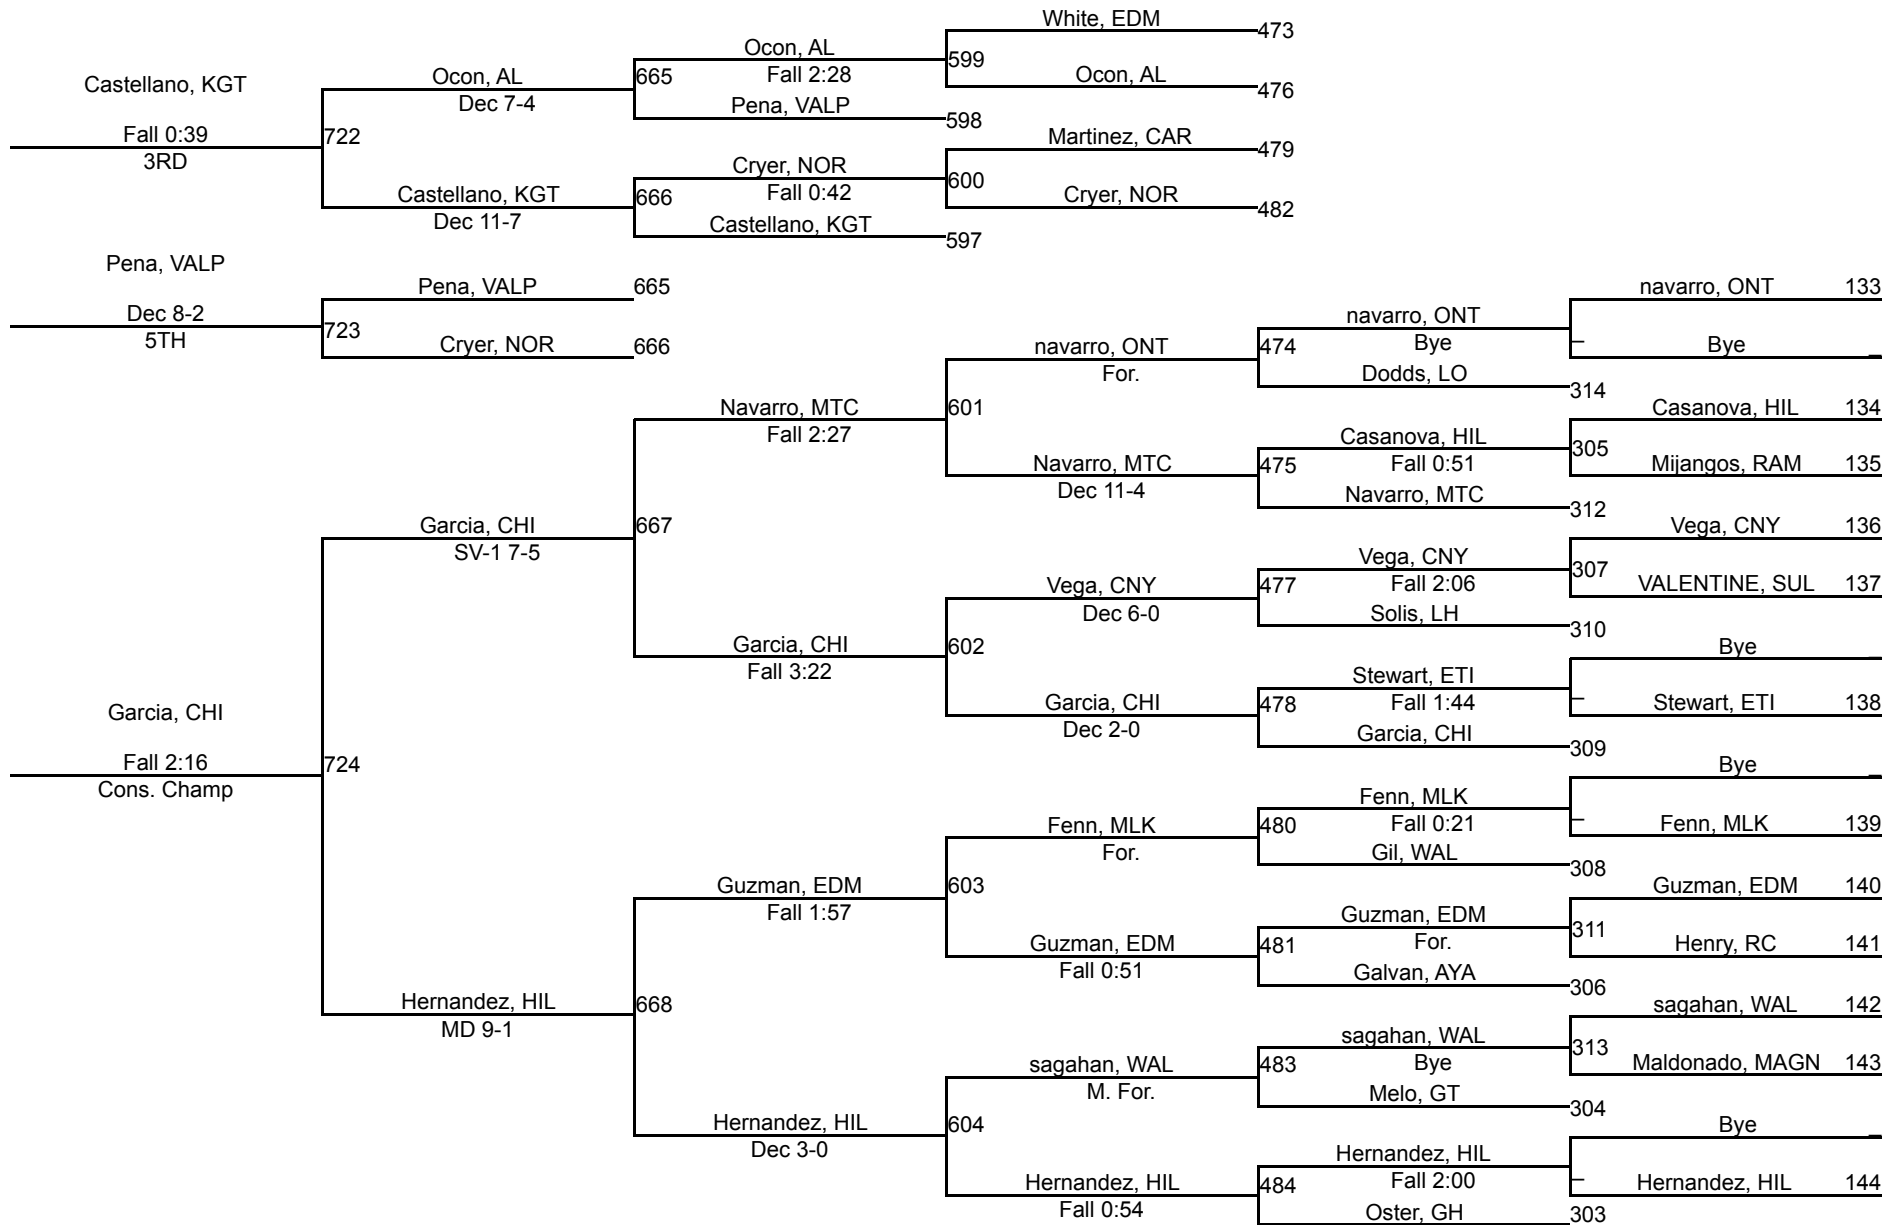 White, EDM
473
Ocon, AL
599
Castellano, KGT
Ocon, AL
665
Fall 2:28
Ocon, AL
476
Dec 7-4
Pena, VALP
598
Fall 0:39
722
Martinez, CAR
479
3RD
Cryer, NOR
600
Castellano, KGT
666
Fall 0:42
Cryer, NOR
482
Dec 11-7
Castellano, KGT
597
Pena, VALP
Pena, VALP
665
navarro, ONT 133
Dec 8-2
723
navarro, ONT
5TH
Cryer, NOR
666
navarro, ONT
474
Bye
–
Bye
_
For.
Dodds, LO
314
Navarro, MTC
601
Casanova, HIL 134
Fall 2:27
Casanova, HIL
305
Navarro, MTC
475
Fall 0:51
Mijangos, RAM 135
Dec 11-4
Navarro, MTC
312
Garcia, CHI
667
Vega, CNY 136
SV-1 7-5
Vega, CNY
307
Vega, CNY
477
Fall 2:06
VALENTINE, SUL 137
Dec 6-0
Solis, LH
310
Garcia, CHI
602
Bye
_
Fall 3:22
Stewart, ETI
Garcia, CHI
478
Fall 1:44
–
Stewart, ETI 138
Dec 2-0
Garcia, CHI
309
Garcia, CHI
Fall 2:16
724
Bye
_
Cons. Champ
Fenn, MLK
Fenn, MLK
480
Fall 0:21
–
Fenn, MLK 139
For.
Gil, WAL
308
Guzman, EDM
603
Guzman, EDM 140
Fall 1:57
Guzman, EDM
311
Guzman, EDM
481
For.
Henry, RC 141
Fall 0:51
Galvan, AYA
306
Hernandez, HIL
668
sagahan, WAL 142
MD 9-1
sagahan, WAL
313
sagahan, WAL
483
Bye
Maldonado, MAGN 143
M. For.
Melo, GT
304
Hernandez, HIL
604
Bye
_
Dec 3-0
Hernandez, HIL
Hernandez, HIL
484
Fall 2:00
–
Hernandez, HIL 144
Fall 0:54
Oster, GH
303